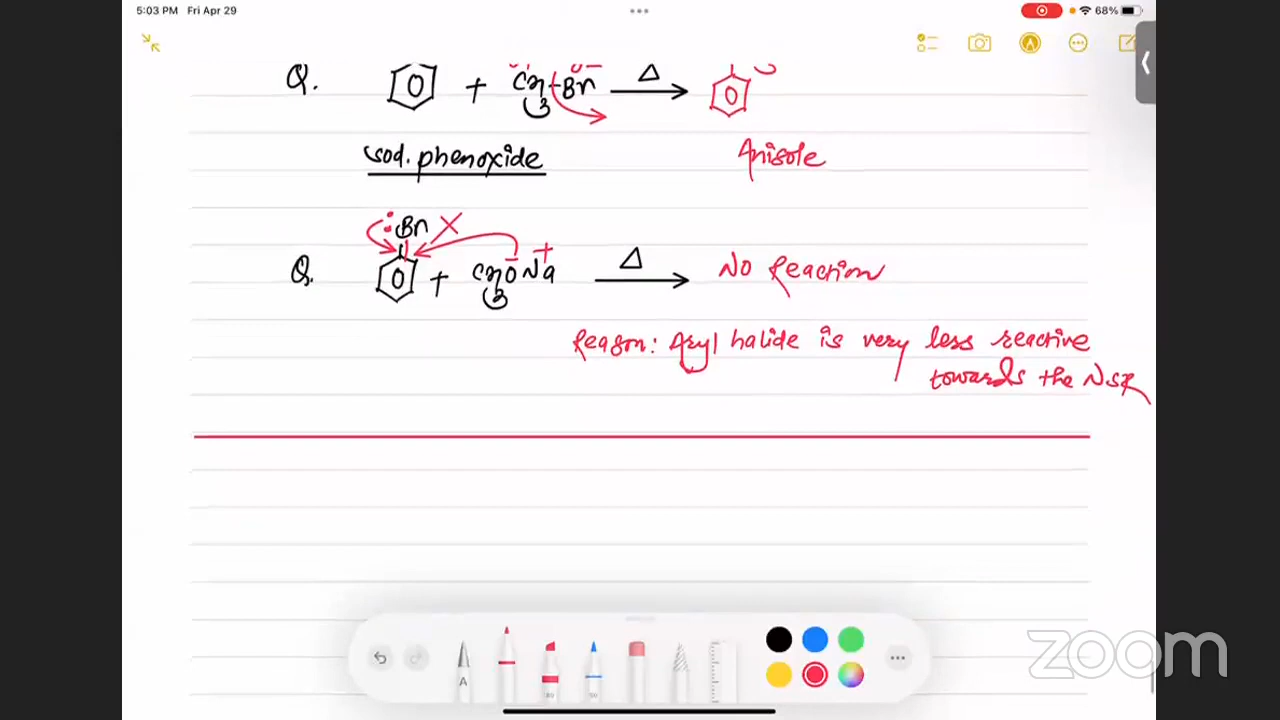 5:03 PM Fri Apr 29
68%
Q. + CH3-Br Δ
sod. phenoxide Anisole
:Br
Q. + CH3O⁻Na⁺ Δ No Reaction
Reason: Aryl halide is very less reactive
towards the NSR
A
zoom